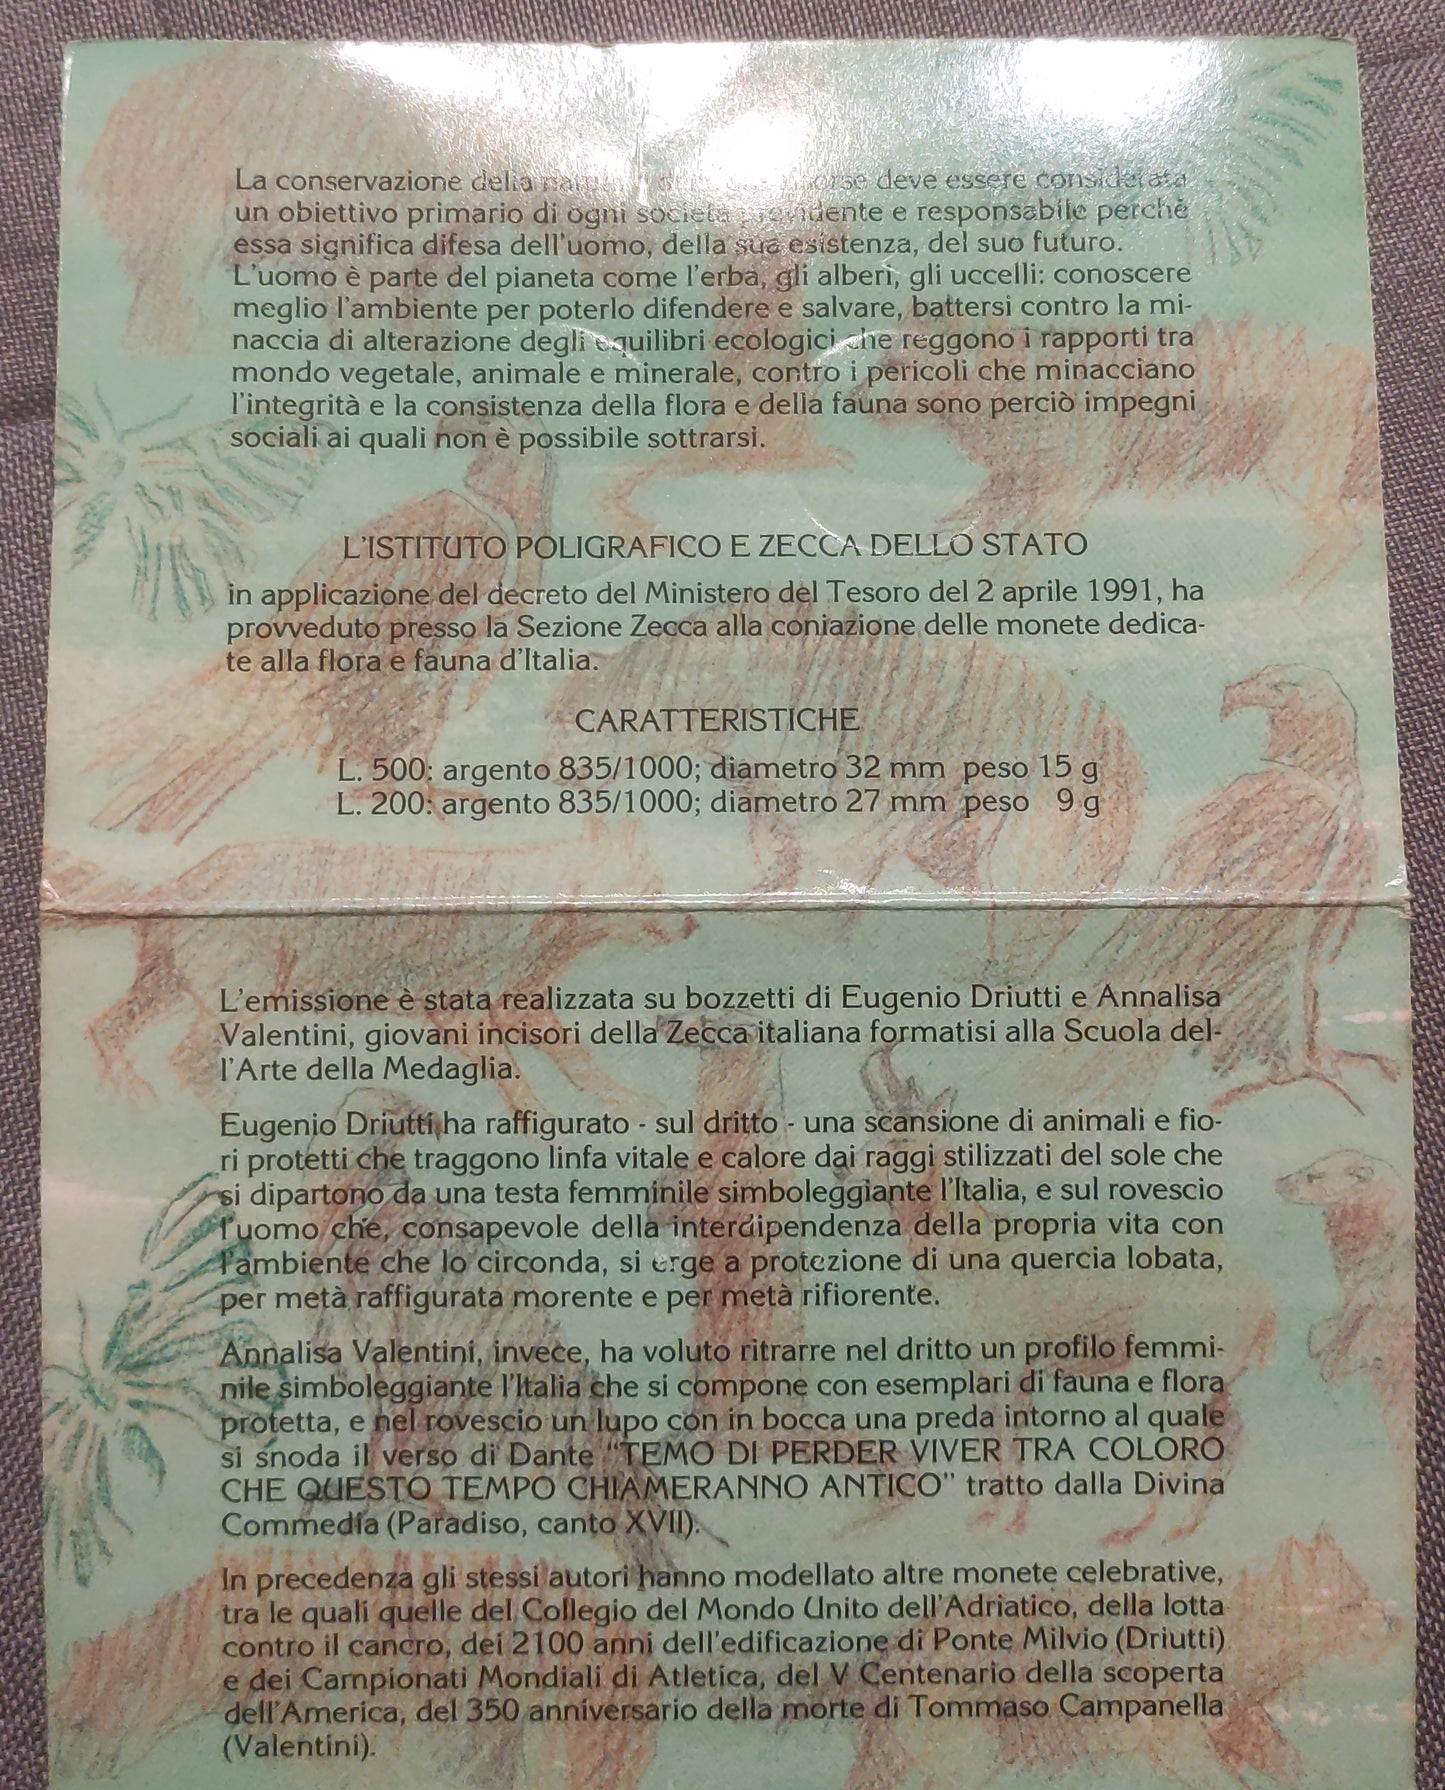 La conservazione della deve essere considerata
un obiettivo primario di ogni società previdente e responsabile perchè
essa significa difesa dell'uomo, della sua esistenza, del suo futuro.
L'uomo è parte del pianeta come l'erba, gli alberi, gli uccelli: conoscere
meglio l'ambiente per poterlo difendere e salvare, battersi contro la mi-
naccia di alterazione degli equilibri ecologici che reggono i rapporti tra
mondo vegetale, animale e minerale, contro i pericoli che minacciano
l'integrità e la consistenza della flora e della fauna sono perciò impegni
sociali ai quali non è possibile sottrarsi.
L'ISTITUTO POLIGRAFICO E ZECCA DELLO STATO
in applicazione del decreto del Ministero del Tesoro del 2 aprile 1991, ha
provveduto presso la Sezione Zecca alla coniazione delle monete dedica-
te alla flora e fauna d'Italia.
CARATTERISTICHE
L. 500: argento 835/1000; diametro 32 mm peso 15 g
L. 200: argento 835/1000; diametro 27 mm peso 9 g
L'emissione è stata realizzata su bozzetti di Eugenio Driutti e Annalisa
Valentini, giovani incisori della Zecca italiana formatisi alla Scuola del-
l'Arte della Medaglia.
Eugenio Driutti ha raffigurato - sul dritto - una scansione di animali e fio-
ri protetti che traggono linfa vitale e calore dai raggi stilizzati del sole che
si dipartono da una testa femminile simboleggiante l'Italia, e sul rovescio
l'uomo che, consapevole della interdipendenza della propria vita con
l'ambiente che lo circonda, si erge a protezione di una quercia lobata,
per metà raffigurata morente e per metà rifiorente.
Annalisa Valentini, invece, ha voluto ritrarre nel dritto un profilo femmi-
nile simboleggiante l'Italia che si compone con esemplari di fauna e flora
protetta, e nel rovescio un lupo con in bocca una preda intorno al quale
si snoda il verso di Dante "TEMO DI PERDER VIVER TRA COLORO
CHE QUESTO TEMPO CHIAMERANNO ANTICO" tratto dalla Divina
Commedia (Paradiso, canto XVII).
In precedenza gli stessi autori hanno modellato altre monete celebrative,
tra le quali quelle del Collegio del Mondo Unito dell'Adriatico, della lotta
contro il cancro, dei 2100 anni dell'edificazione di Ponte Milvio (Driutti)
e dei Campionati Mondiali di Atletica, del V Centenario della scoperta
dell'America, del 350 anniversario della morte di Tommaso Campanella
(Valentini).